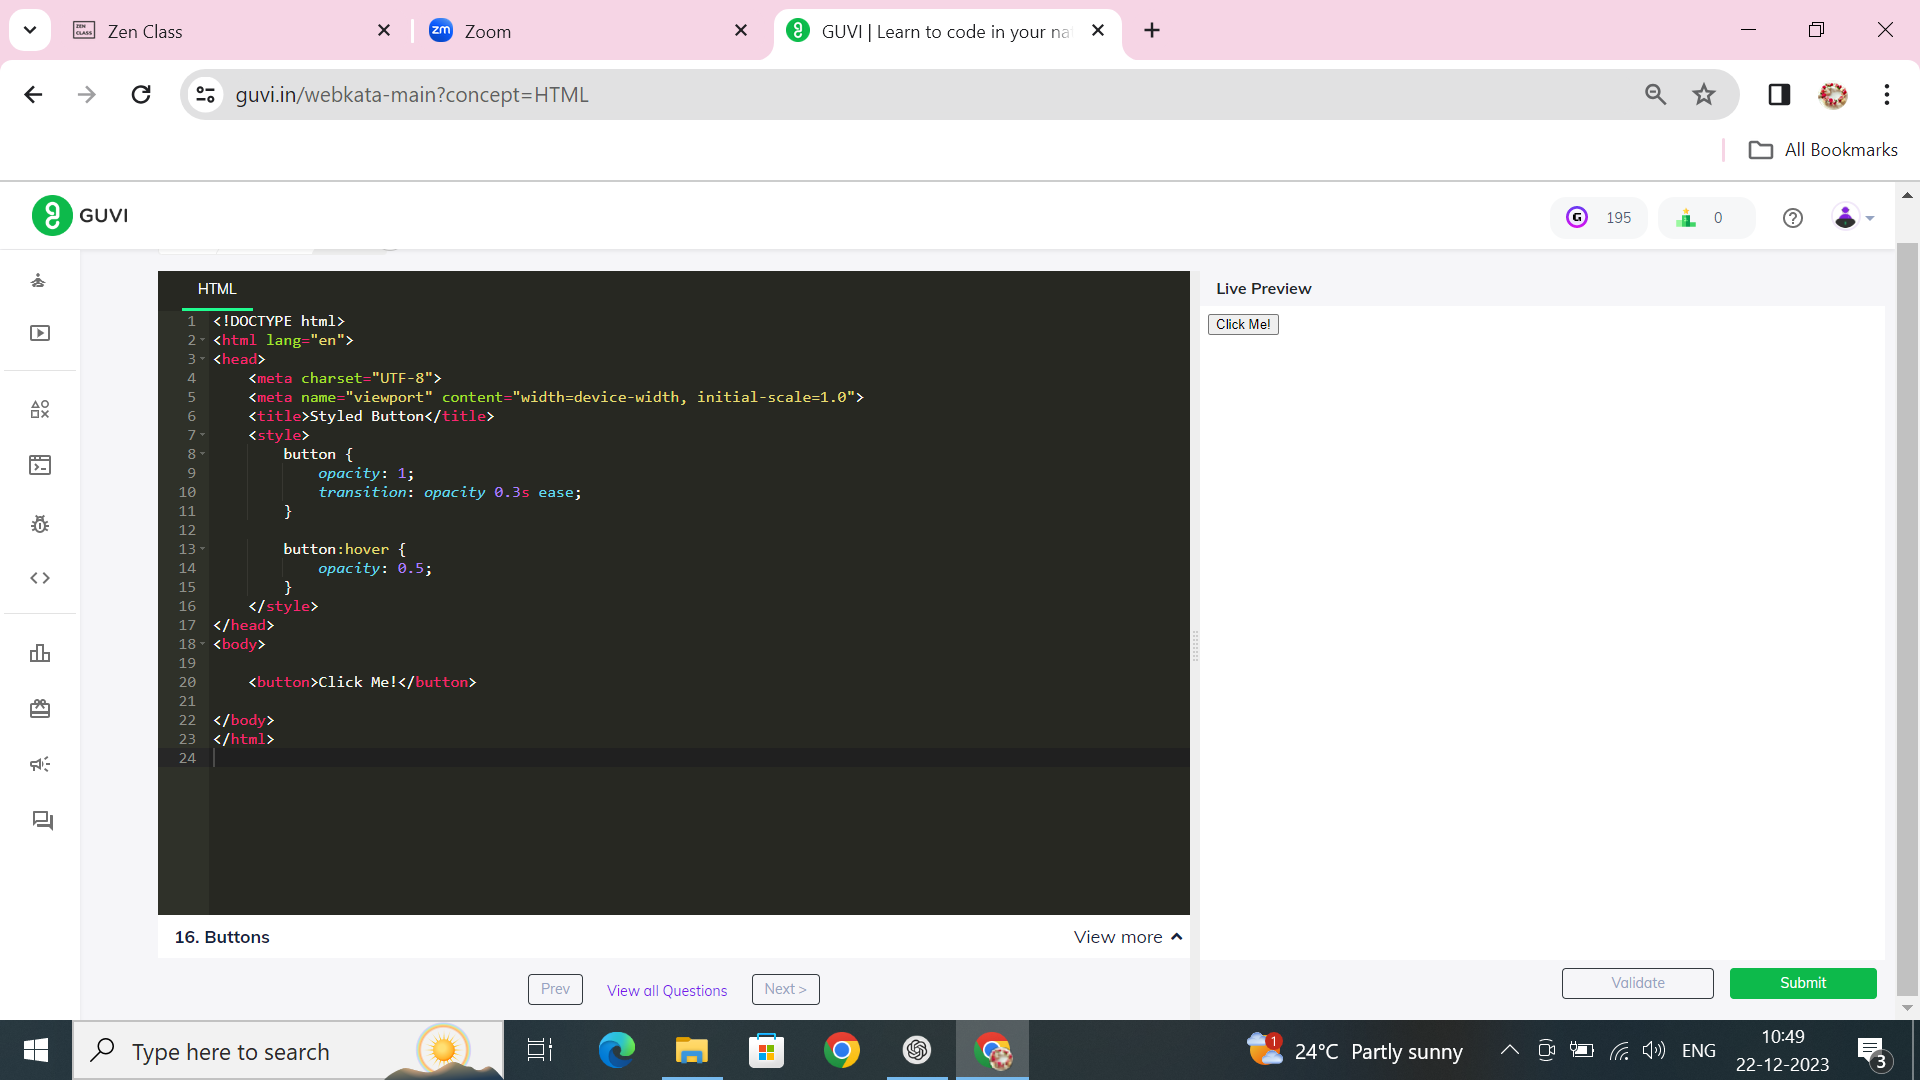 Zen Class
zm Zoom
GUVI | Learn to code in your na
guvi.in/webkata-main?concept=HTML
All Bookmarks
GUVI
195
0
HTML
1 <!DOCTYPE html>
2 <html lang="en">
3 <head>
4 <meta charset="UTF-8">
5 <meta name="viewport" content="width=device-width, initial-scale=1.0">
6 <title>Styled Button</title>
7 <style>
8 button {
9 opacity: 1;
10 transition: opacity 0.3s ease;
11 }
12
13 button:hover {
14 opacity: 0.5;
15 }
16 </style>
17 </head>
18 <body>
19
20 <button>Click Me!</button>
21
22 </body>
23 </html>
24
Live Preview
Click Me!
16. Buttons
View more
Prev
View all Questions
Next >
Validate
Submit
Type here to search
1
24°C Partly sunny
ENG
10:49
22-12-2023
3